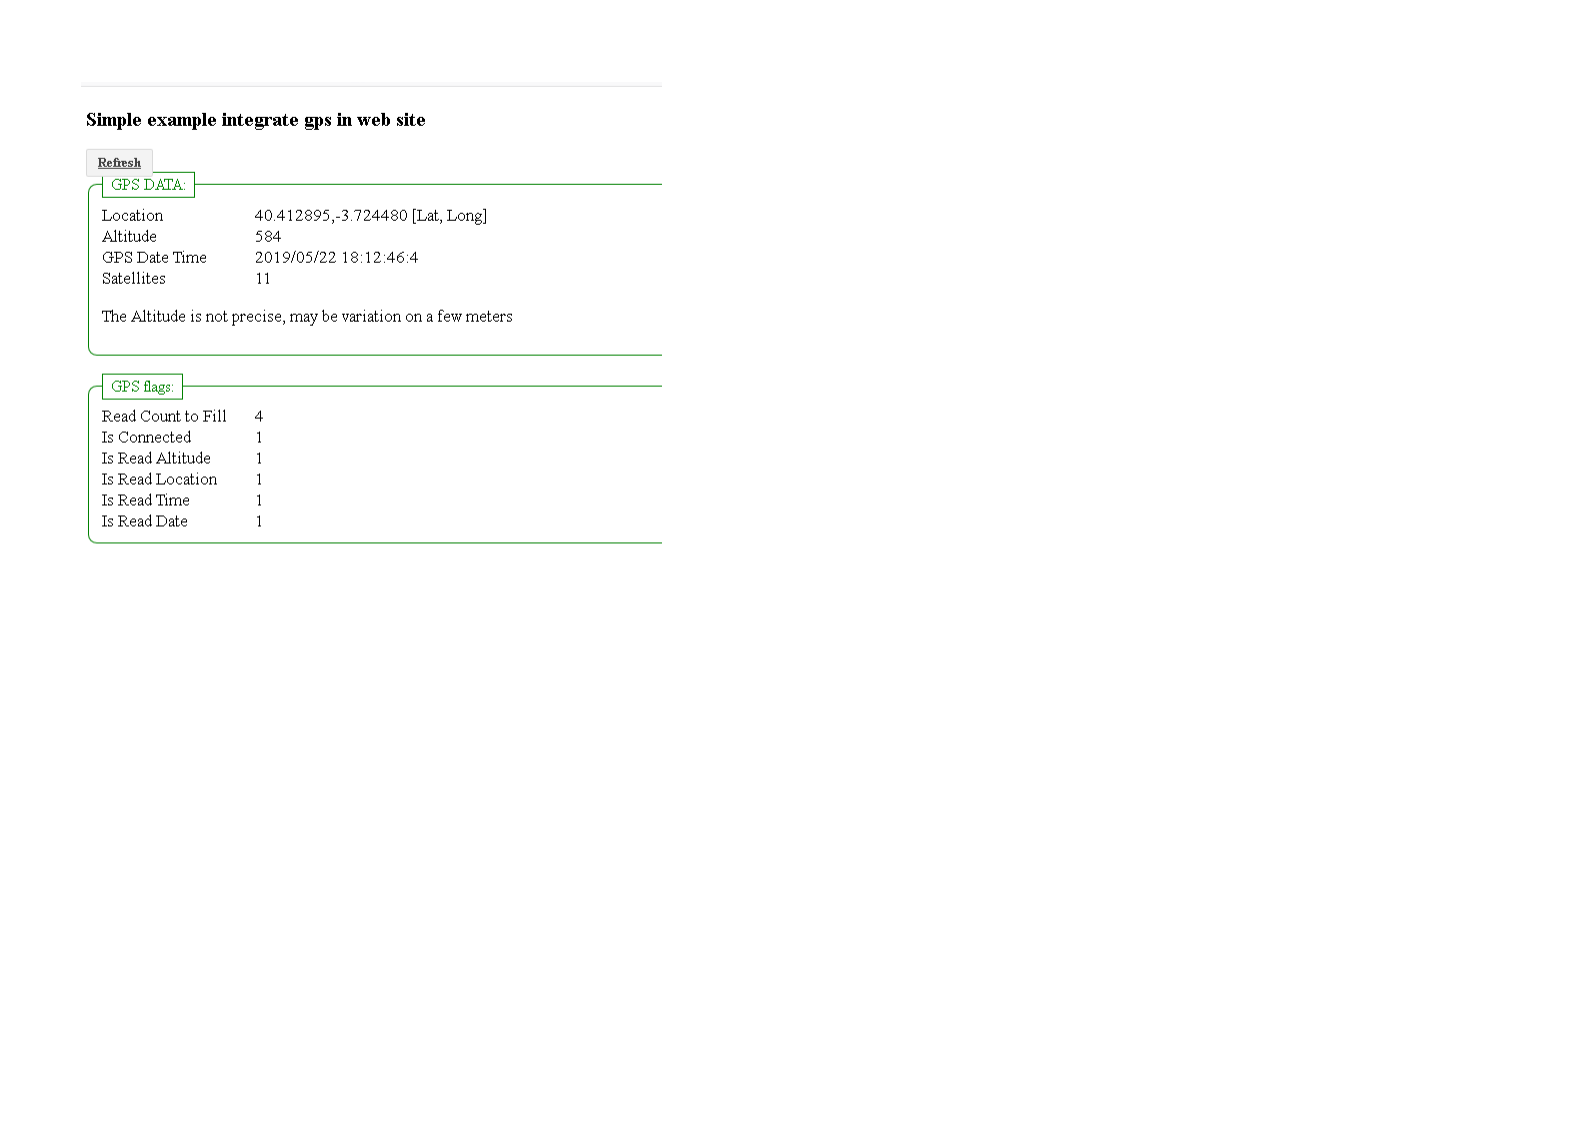 Simple example integrate gps in web site
Refresh
GPS DATA:
Location 40.412895,-3.724480 [Lat, Long]
Altitude 584
GPS Date Time 2019/05/22 18:12:46:4
Satellites 11
The Altitude is not precise, may be variation on a few meters
GPS flags:
Read Count to Fill 4
Is Connected 1
Is Read Altitude 1
Is Read Location 1
Is Read Time 1
Is Read Date 1